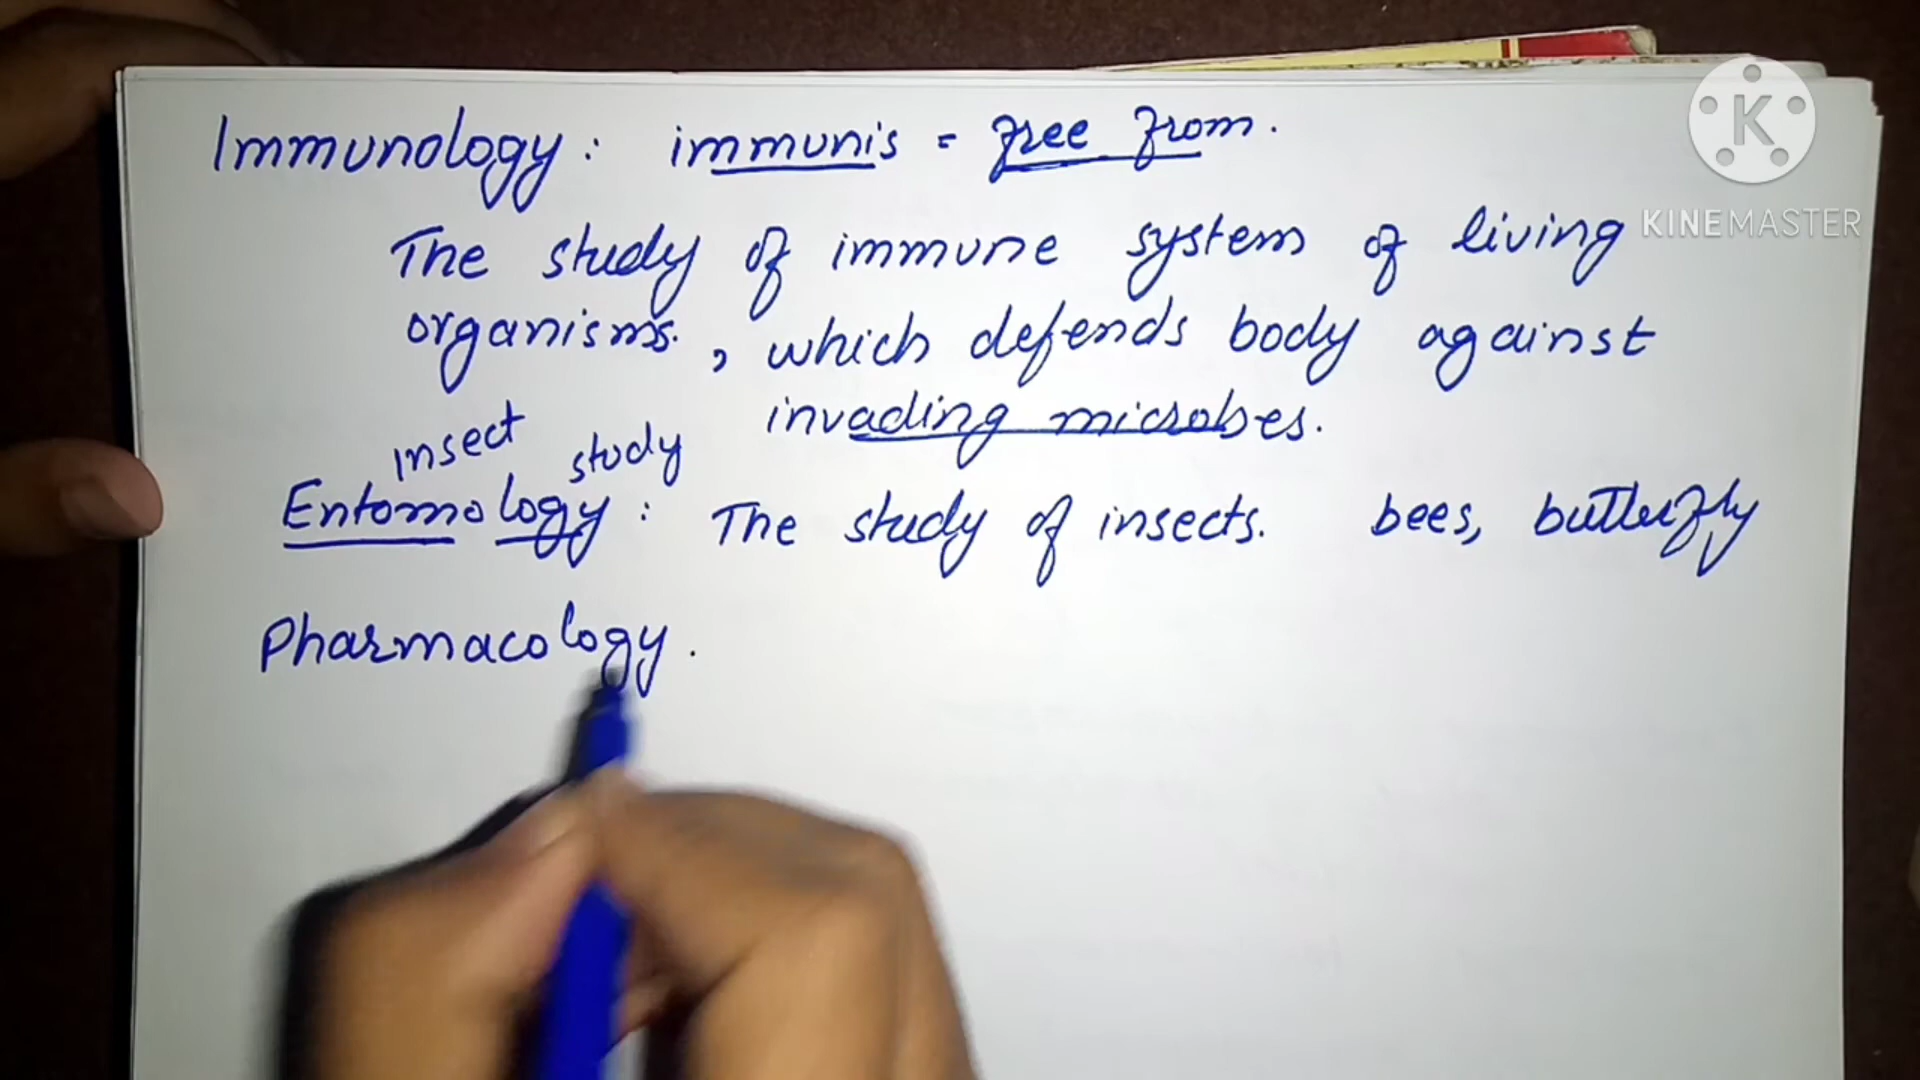 Immunology: immunis = free from.
The study of immune system of living
organisms. , which defends body against
invading microbes.
insect study
Entomology: The study of insects. bees, butterfly
Pharmacology.
K
KINEMASTER